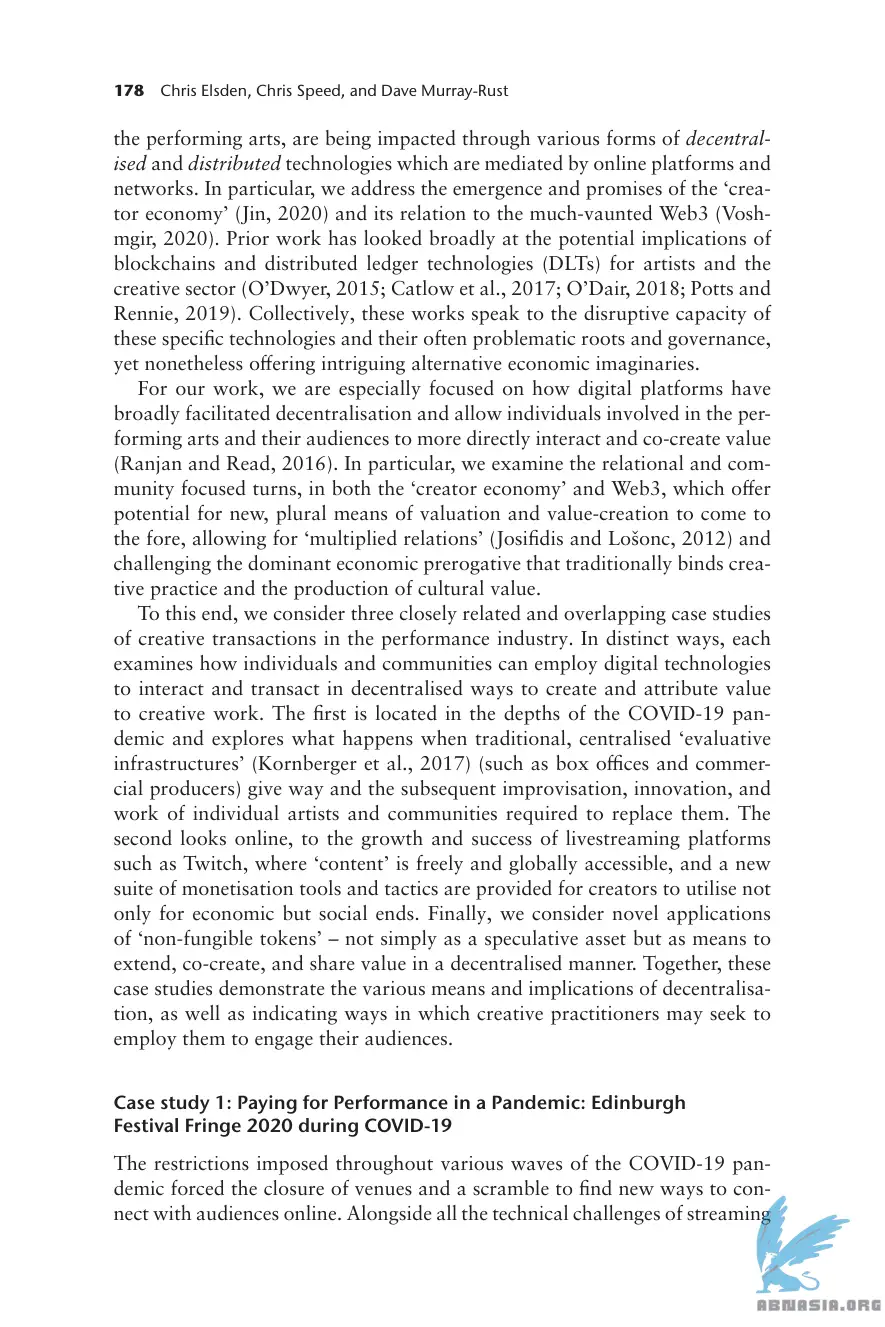 178 Chris Elsden, Chris Speed, and Dave Murray-Rust
the performing arts, are being impacted through various forms of decentral-
ised and distributed technologies which are mediated by online platforms and
networks. In particular, we address the emergence and promises of the ‘crea-
tor economy’ (Jin, 2020) and its relation to the much-vaunted Web3 (Vosh-
mgir, 2020). Prior work has looked broadly at the potential implications of
blockchains and distributed ledger technologies (DLTs) for artists and the
creative sector (O’Dwyer, 2015; Catlow et al., 2017; O’Dair, 2018; Potts and
Rennie, 2019). Collectively, these works speak to the disruptive capacity of
these specific technologies and their often problematic roots and governance,
yet nonetheless offering intriguing alternative economic imaginaries.
For our work, we are especially focused on how digital platforms have
broadly facilitated decentralisation and allow individuals involved in the per-
forming arts and their audiences to more directly interact and co-create value
(Ranjan and Read, 2016). In particular, we examine the relational and com-
munity focused turns, in both the ‘creator economy’ and Web3, which offer
potential for new, plural means of valuation and value-creation to come to
the fore, allowing for ‘multiplied relations’ (Josifidis and Lošonc, 2012) and
challenging the dominant economic prerogative that traditionally binds crea-
tive practice and the production of cultural value.
To this end, we consider three closely related and overlapping case studies
of creative transactions in the performance industry. In distinct ways, each
examines how individuals and communities can employ digital technologies
to interact and transact in decentralised ways to create and attribute value
to creative work. The first is located in the depths of the COVID-19 pan-
demic and explores what happens when traditional, centralised ‘evaluative
infrastructures’ (Kornberger et al., 2017) (such as box offices and commer-
cial producers) give way and the subsequent improvisation, innovation, and
work of individual artists and communities required to replace them. The
second looks online, to the growth and success of livestreaming platforms
such as Twitch, where ‘content’ is freely and globally accessible, and a new
suite of monetisation tools and tactics are provided for creators to utilise not
only for economic but social ends. Finally, we consider novel applications
of ‘non-fungible tokens’ – not simply as a speculative asset but as means to
extend, co-create, and share value in a decentralised manner. Together, these
case studies demonstrate the various means and implications of decentralisa-
tion, as well as indicating ways in which creative practitioners may seek to
employ them to engage their audiences.
Case study 1: Paying for Performance in a Pandemic: Edinburgh
Festival Fringe 2020 during COVID-19
The restrictions imposed throughout various waves of the COVID-19 pan-
demic forced the closure of venues and a scramble to find new ways to con-
nect with audiences online. Alongside all the technical challenges of streaming
ABNASIA.ORG